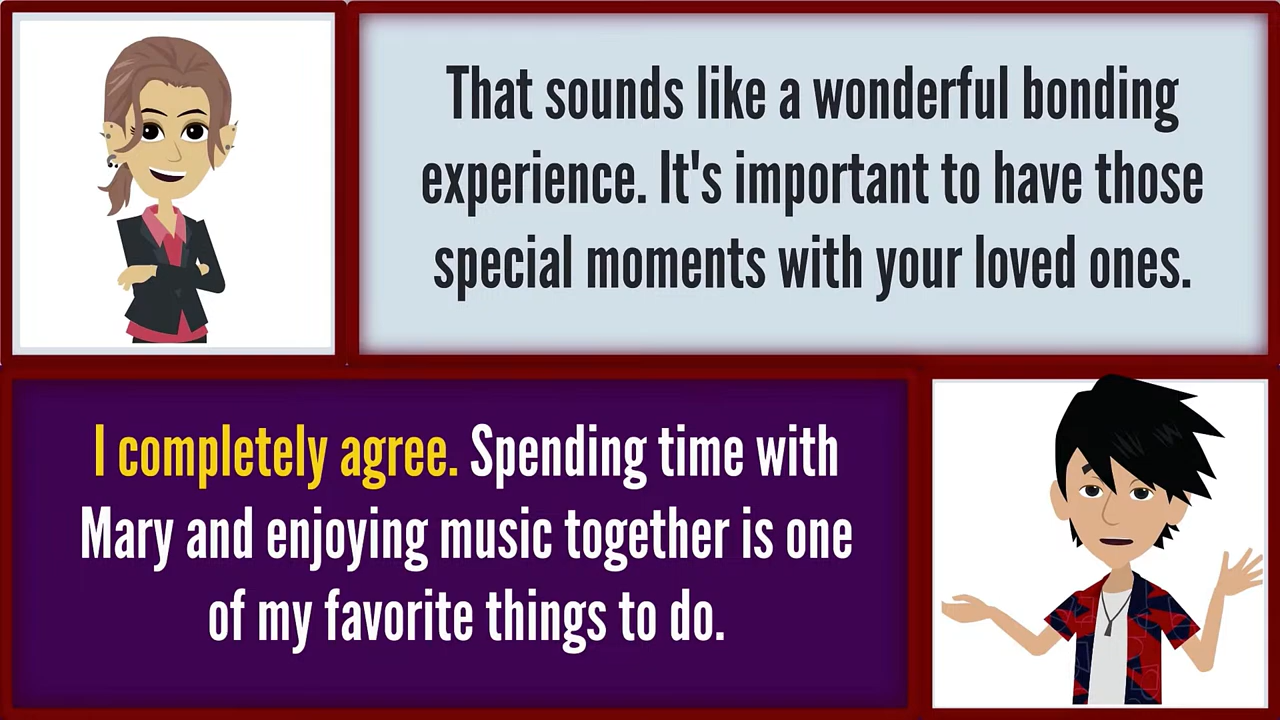 That sounds like a wonderful bonding
experience. It's important to have those
special moments with your loved ones.
I completely agree. Spending time with
Mary and enjoying music together is one
of my favorite things to do.